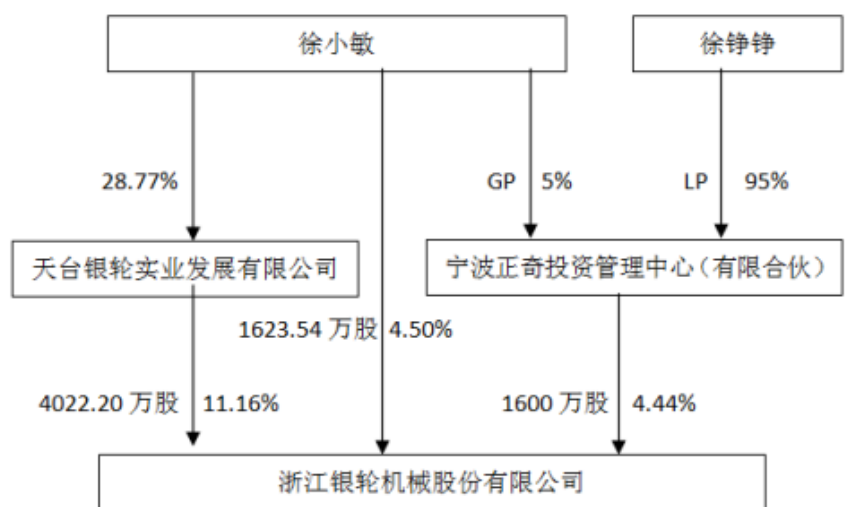 徐小敏
徐铮铮
28.77%
GP 5%
LP 95%
天台银轮实业发展有限公司
宁波正奇投资管理中心（有限合伙）
1623.54 万股 4.50%
4022.20 万股 11.16%
1600 万股 4.44%
浙江银轮机械股份有限公司